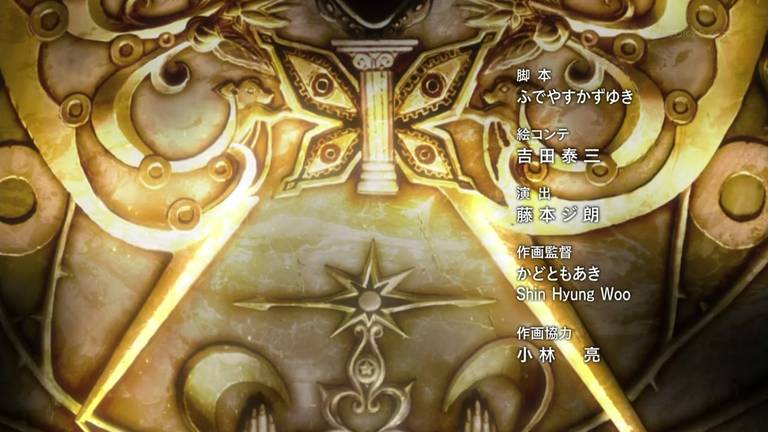 脚本
ふでやすかずゆき
絵コンテ
吉田泰三
演出
藤本ジ朗
作画監督
かどともあき
Shin Hyung Woo
作画協力
小林 亮